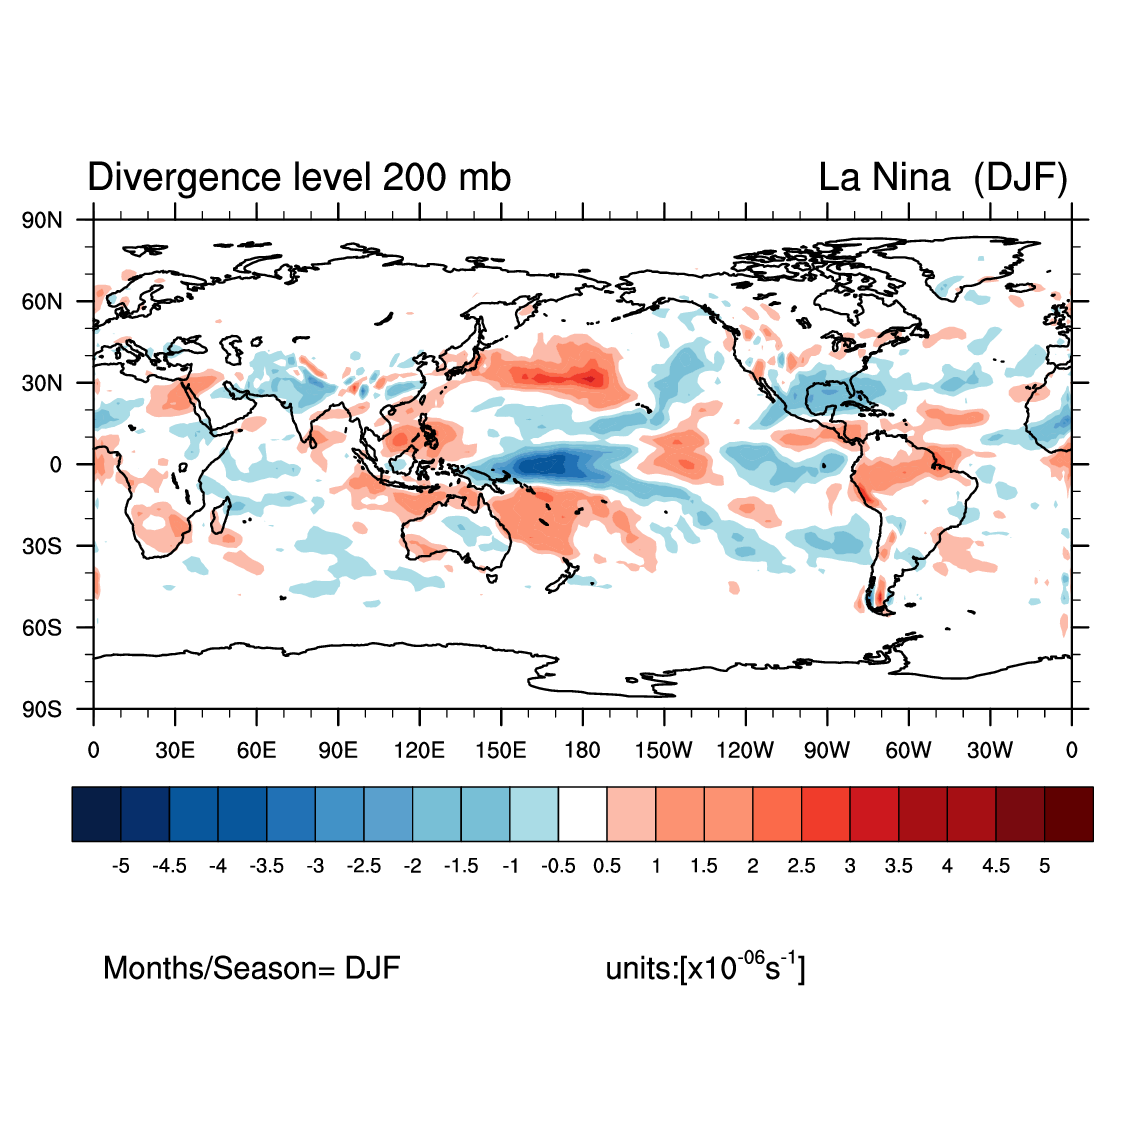 Divergence level 200 mb La Nina (DJF)
90N
60N
30N
0
30S
60S
90S
0 30E 60E 90E 120E 150E 180 150W 120W 90W 60W 30W 0
-5 -4.5 -4 -3.5 -3 -2.5 -2 -1.5 -1 -0.5 0.5 1 1.5 2 2.5 3 3.5 4 4.5 5
Months/Season= DJF units:[x10⁻⁰⁶s⁻¹]